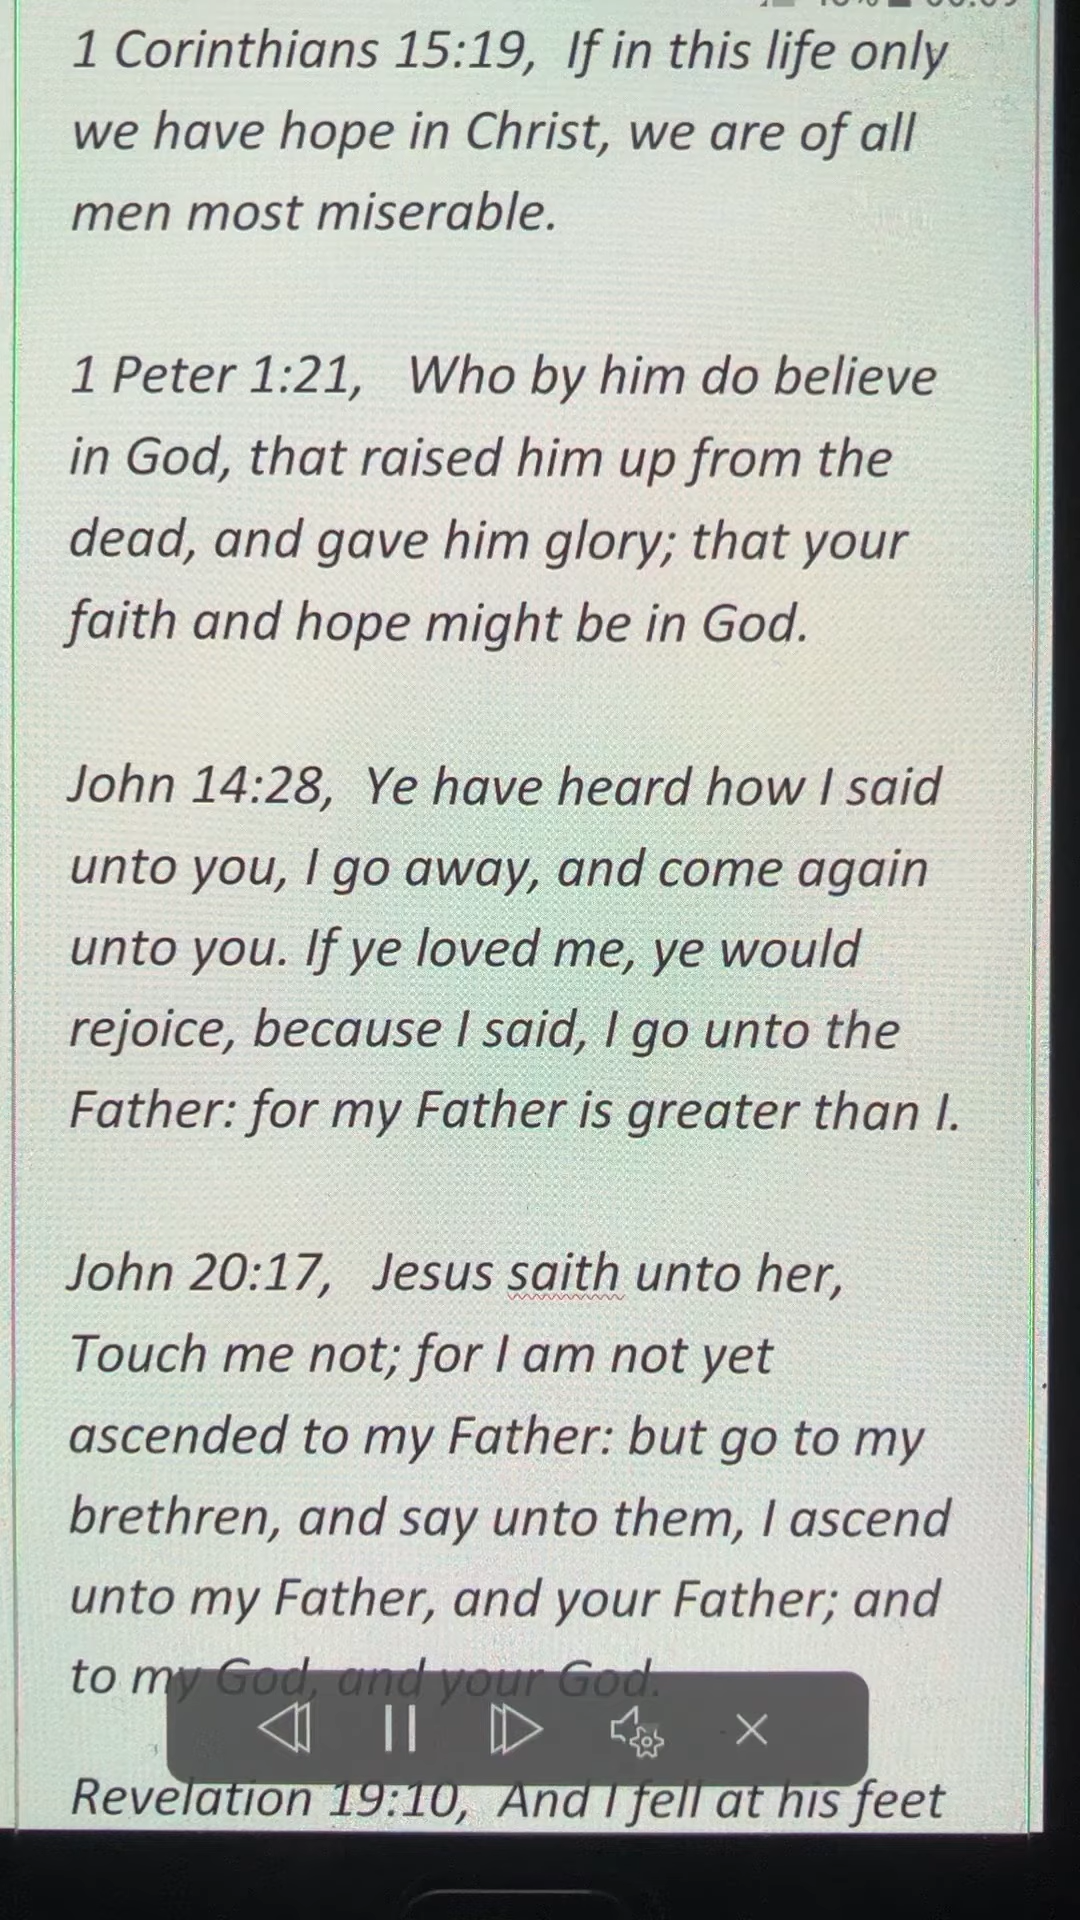 1 Corinthians 15:19, If in this life only
we have hope in Christ, we are of all
men most miserable.
1 Peter 1:21, Who by him do believe
in God, that raised him up from the
dead, and gave him glory; that your
faith and hope might be in God.
John 14:28, Ye have heard how I said
unto you, I go away, and come again
unto you. If ye loved me, ye would
rejoice, because I said, I go unto the
Father: for my Father is greater than I.
John 20:17, Jesus saith unto her,
Touch me not; for I am not yet
ascended to my Father: but go to my
brethren, and say unto them, I ascend
unto my Father, and your Father; and
to my God, and your God.
Revelation 19:10, And I fell at his feet